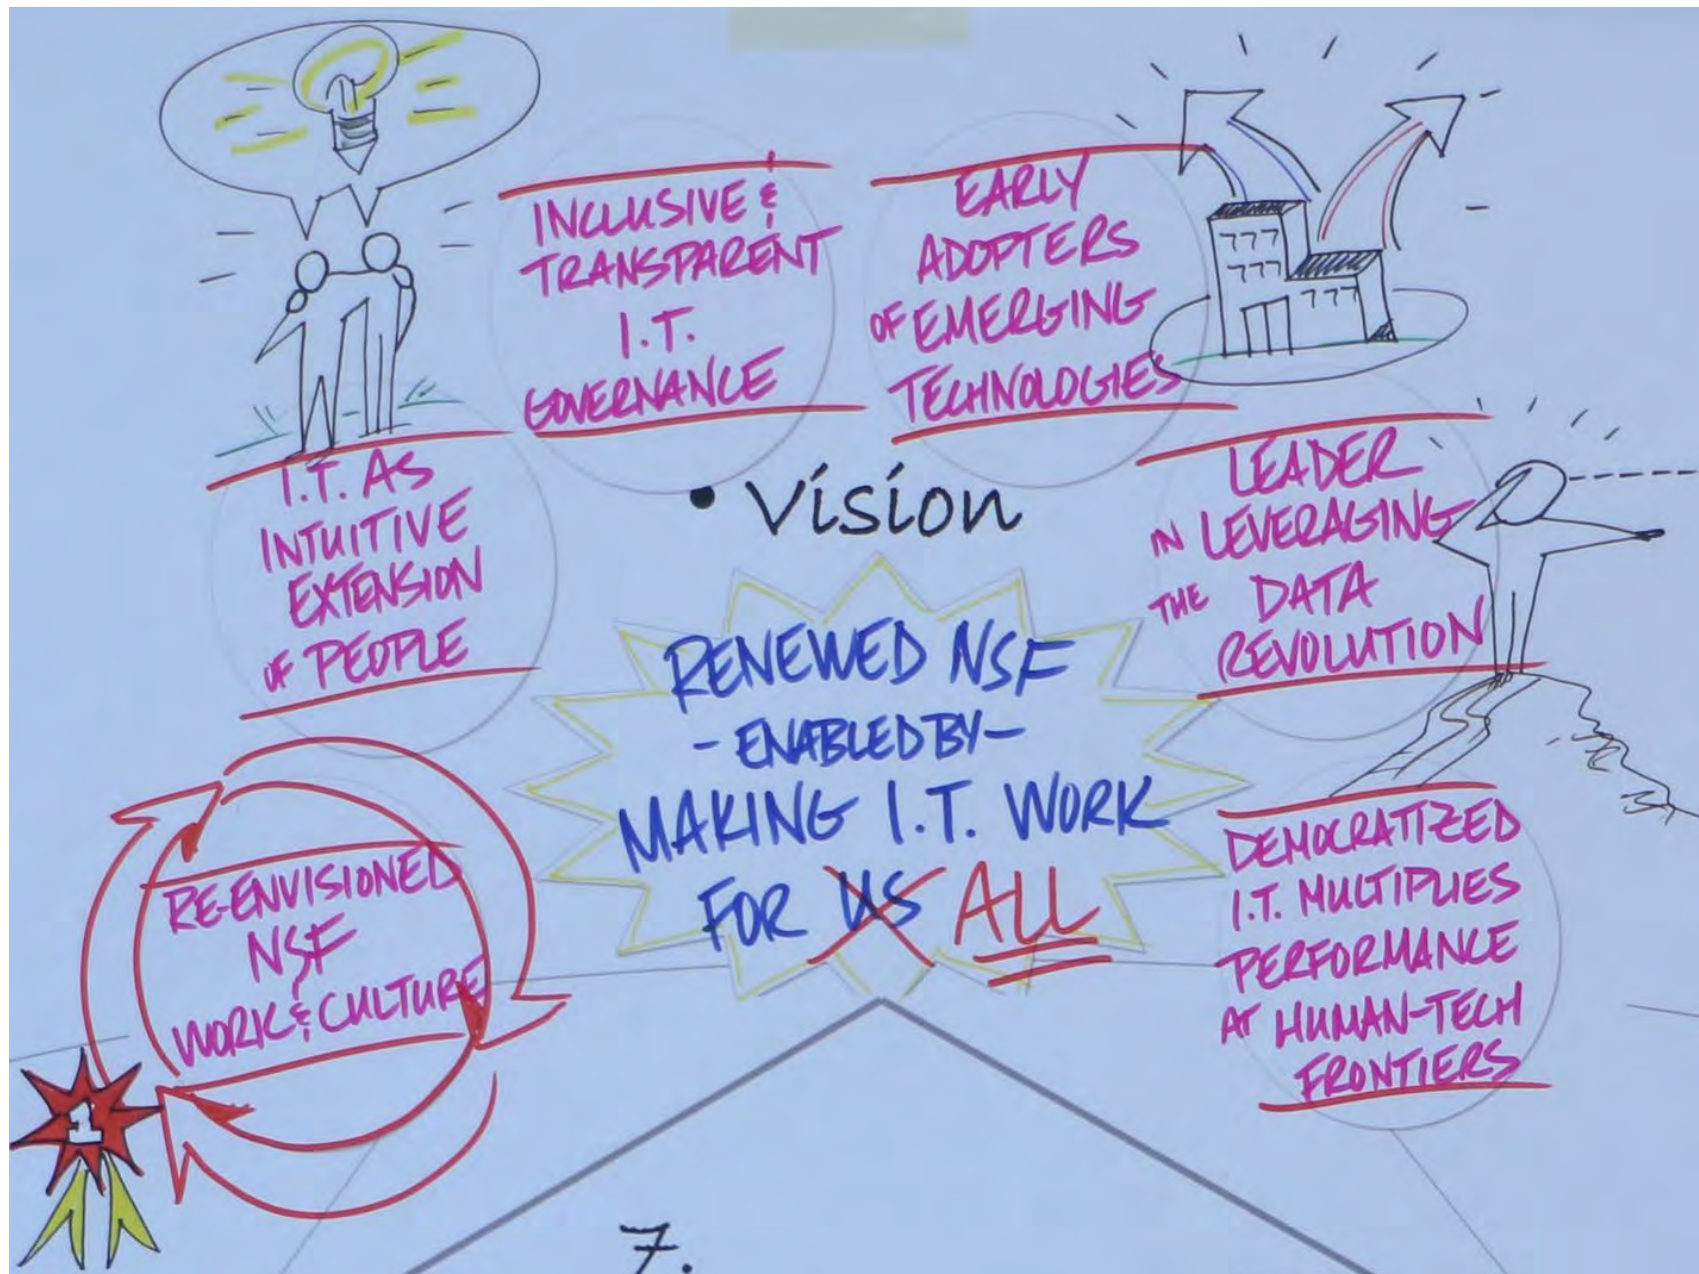 INCLUSIVE &
TRANSPARENT
I.T.
GOVERNANCE
EARLY
ADOPTERS
OF EMERGING
TECHNOLOGIES
I.T. AS
INTUITIVE
EXTENSION
OF PEOPLE
• Vision
LEADER
IN LEVERAGING
THE DATA
REVOLUTION
RENEWED NSF
- ENABLED BY -
MAKING I.T. WORK
FOR US ALL
RE-ENVISIONED
NSF
WORK & CULTURE
1
DEMOCRATIZED
I.T. MULTIPLIES
PERFORMANCE
AT HUMAN-TECH
FRONTIERS
7.